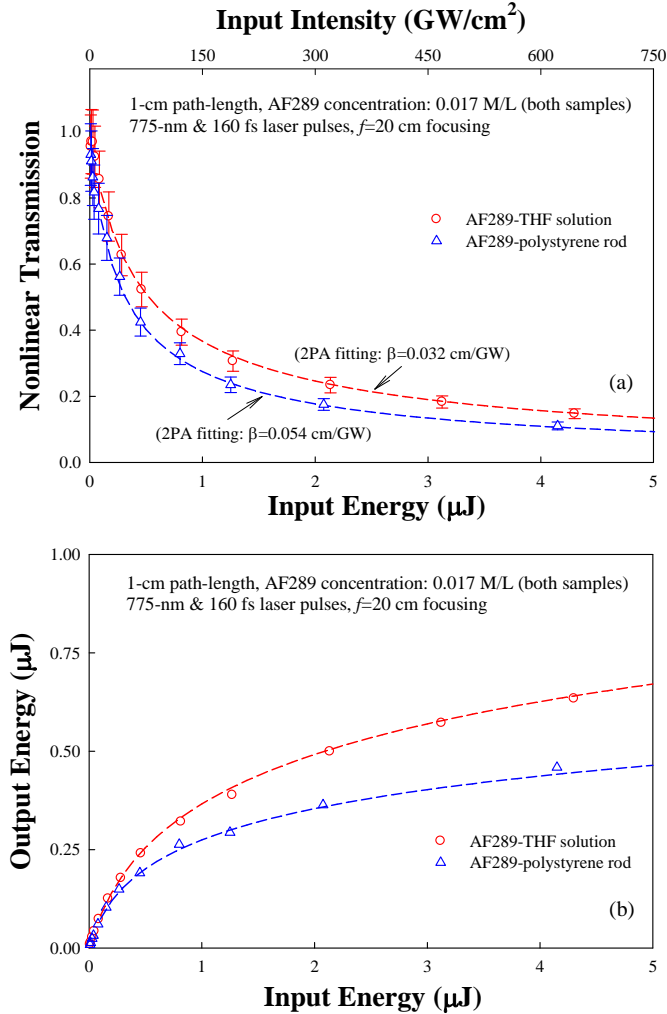 Input Intensity (GW/cm2)
0 150 300 450 600 750
1-cm path-length, AF289 concentration: 0.017 M/L (both samples)
775-nm & 160 fs laser pulses, f=20 cm focusing
Nonlinear Transmission
1.0
0.8
0.6
0.4
0.2
0.0
AF289-THF solution
AF289-polystyrene rod
(2PA fitting: β=0.032 cm/GW)
(a)
(2PA fitting: β=0.054 cm/GW)
0 1 2 3 4 5
Input Energy (μJ)
Output Energy (μJ)
1.00
0.75
0.50
0.25
0.00
1-cm path-length, AF289 concentration: 0.017 M/L (both samples)
775-nm & 160 fs laser pulses, f=20 cm focusing
AF289-THF solution
AF289-polystyrene rod
(b)
0 1 2 3 4 5
Input Energy (μJ)